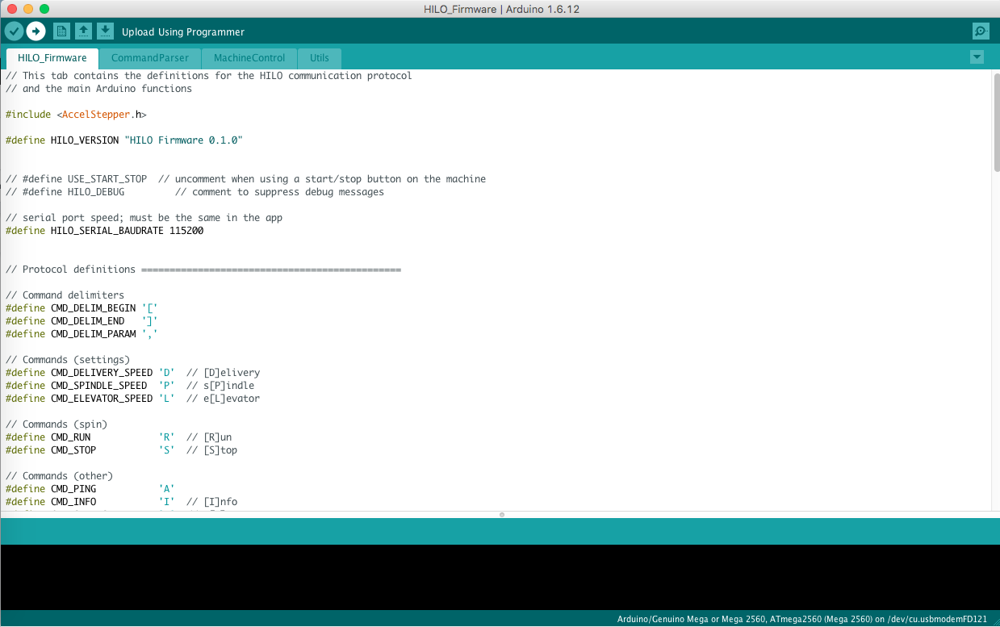 HILO_Firmware | Arduino 1.6.12
Upload Using Programmer
HILO_Firmware CommandParser MachineControl Utils
// This tab contains the definitions for the HILO communication protocol
// and the main Arduino functions
#include <AccelStepper.h>
#define HILO_VERSION "HILO Firmware 0.1.0"
// #define USE_START_STOP  // uncomment when using a start/stop button on the machine
// #define HILO_DEBUG         // comment to suppress debug messages
// serial port speed; must be the same in the app
#define HILO_SERIAL_BAUDRATE 115200
// Protocol definitions ==============================================
// Command delimiters
#define CMD_DELIM_BEGIN '['
#define CMD_DELIM_END   ']'
#define CMD_DELIM_PARAM ','
// Commands (settings)
#define CMD_DELIVERY_SPEED 'D'  // [D]elivery
#define CMD_SPINDLE_SPEED  'P'  // s[P]indle
#define CMD_ELEVATOR_SPEED 'L'  // e[L]evator
// Commands (spin)
#define CMD_RUN            'R'  // [R]un
#define CMD_STOP           'S'  // [S]top
// Commands (other)
#define CMD_PING           'A'
#define CMD_INFO           'I'  // [I]nfo
Arduino/Genuino Mega or Mega 2560, ATmega2560 (Mega 2560) on /dev/cu.usbmodemFD121